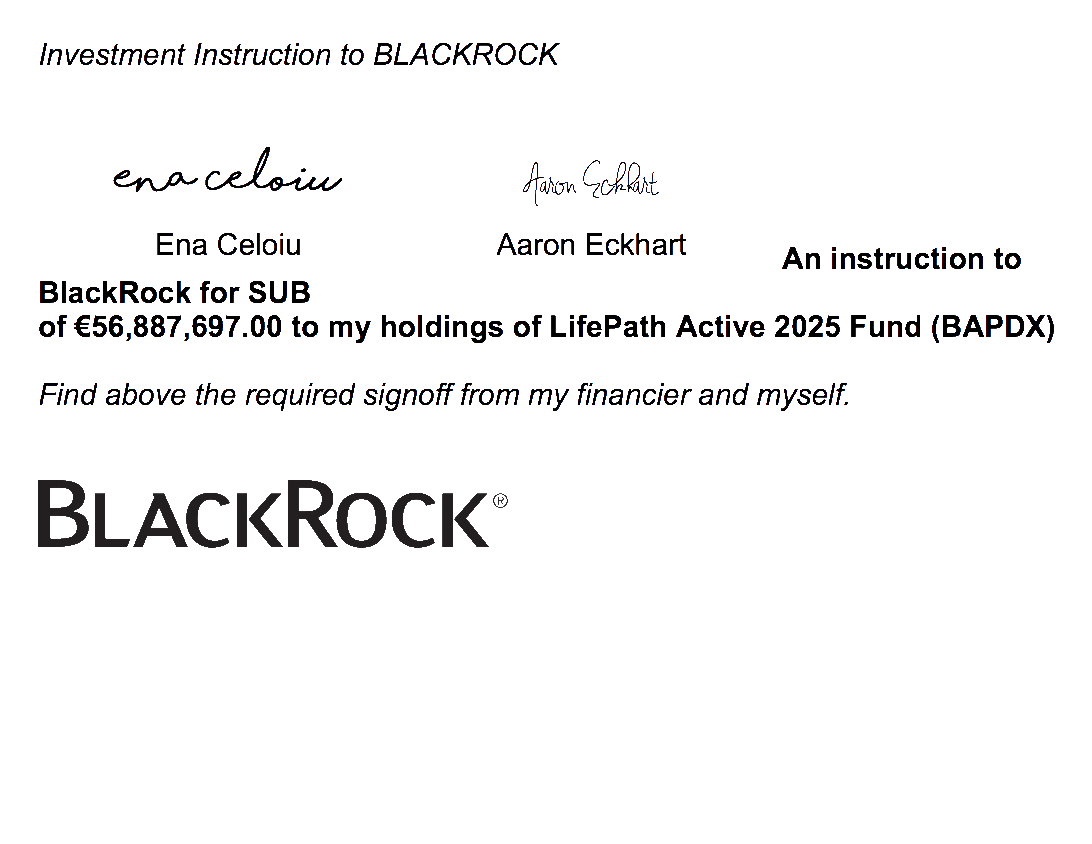 Investment Instruction to BLACKROCK
ena celoiu Aaron Eckhart
Ena Celoiu Aaron Eckhart An instruction to
BlackRock for SUB
of €56,887,697.00 to my holdings of LifePath Active 2025 Fund (BAPDX)
Find above the required signoff from my financier and myself.
BLACKROCK®